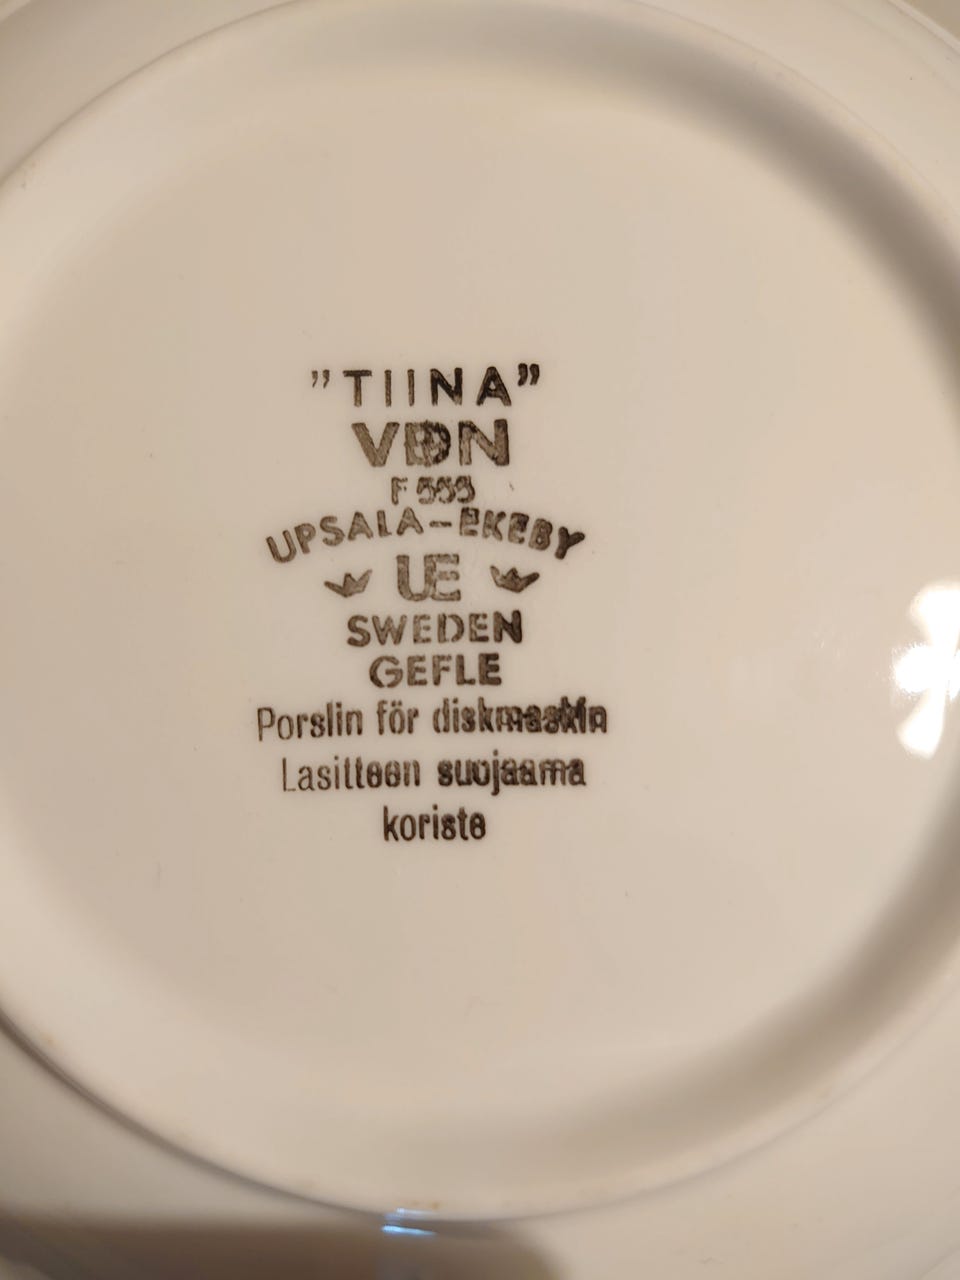 "TIINA"
VDN
F 555
UPSALA-EKEBY
UE
SWEDEN
GEFLE
Porslin för diskmaskin
Lasitteen suojaama
koriste